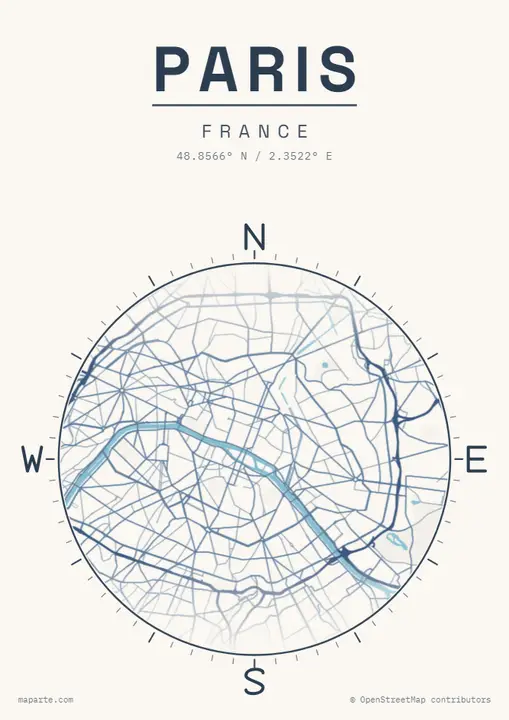 PARIS
FRANCE
48.8566° N / 2.3522° E
N
W
E
S
maparte.com
© OpenStreetMap contributors